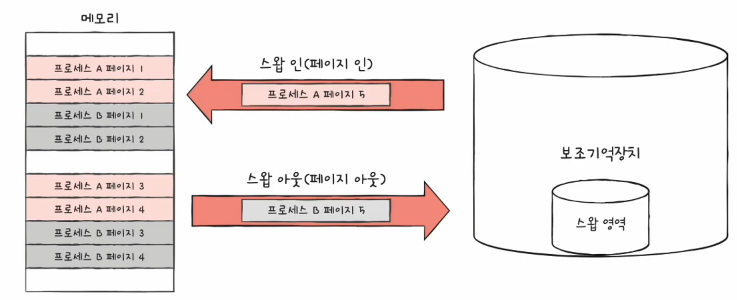 메모리
프로세스 A 페이지 1
프로세스 A 페이지 2
프로세스 B 페이지 1
프로세스 B 페이지 2
프로세스 A 페이지 3
프로세스 A 페이지 4
프로세스 B 페이지 3
프로세스 B 페이지 4
스왑 인(페이지 인)
프로세스 A 페이지 5
스왑 아웃(페이지 아웃)
프로세스 B 페이지 5
보조기억장치
스왑 영역